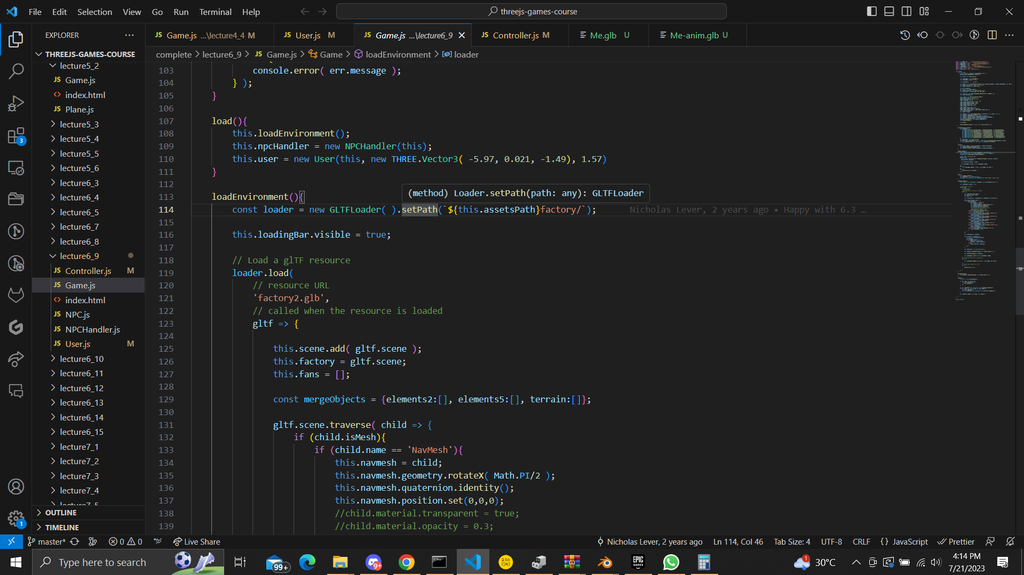 File Edit Selection View Go Run Terminal Help
threejs-games-course
EXPLORER
JS Game.js ...\lecture4_4 M
JS User.js M
JS Game.js ...\lecture6_9
JS Controller.js M
Me.glb U
Me-anim.glb U
THREEJS-GAMES-COURSE
complete > lecture6_9 > JS Game.js > Game > loadEnvironment > loader
lecture5_2
JS Game.js
index.html
JS Plane.js
lecture5_3
lecture5_4
lecture5_5
lecture5_6
lecture6_3
lecture6_4
lecture6_5
lecture6_7
lecture6_8
lecture6_9
JS Controller.js M
JS Game.js
index.html
JS NPC.js
JS NPCHandler.js
JS User.js M
lecture6_10
lecture6_11
lecture6_12
lecture6_13
lecture6_14
lecture6_15
lecture7_1
lecture7_2
lecture7_3
lecture7_4
OUTLINE
TIMELINE
103 console.error( err.message );
104 } );
105 }
106
107 load(){
108 this.loadEnvironment();
109 this.npcHandler = new NPCHandler(this);
110 this.user = new User(this, new THREE.Vector3( -5.97, 0.021, -1.49), 1.57)
111 }
112
(method) Loader.setPath(path: any): GLTFLoader
113 loadEnvironment(){
114 const loader = new GLTFLoader( ).setPath(`${this.assetsPath}factory/`); Nicholas Lever, 2 years ago • Happy with 6.3 …
115
116 this.loadingBar.visible = true;
117
118 // Load a glTF resource
119 loader.load(
120 // resource URL
121 'factory2.glb',
122 // called when the resource is loaded
123 gltf => {
124
125 this.scene.add( gltf.scene );
126 this.factory = gltf.scene;
127 this.fans = [];
128
129 const mergeObjects = {elements2:[], elements5:[], terrain:[]};
130
131 gltf.scene.traverse( child => {
132 if (child.isMesh){
133 if (child.name == 'NavMesh'){
134 this.navmesh = child;
135 this.navmesh.geometry.rotateX( Math.PI/2 );
136 this.navmesh.quaternion.identity();
137 this.navmesh.position.set(0,0,0);
138 //child.material.transparent = true;
139 //child.material.opacity = 0.3;
3
1
master* 0 0 Live Share
Nicholas Lever, 2 years ago Ln 114, Col 46 Tab Size: 4 UTF-8 CRLF {} JavaScript Prettier
Type here to search
99+
30°C
4:14 PM
7/21/2023